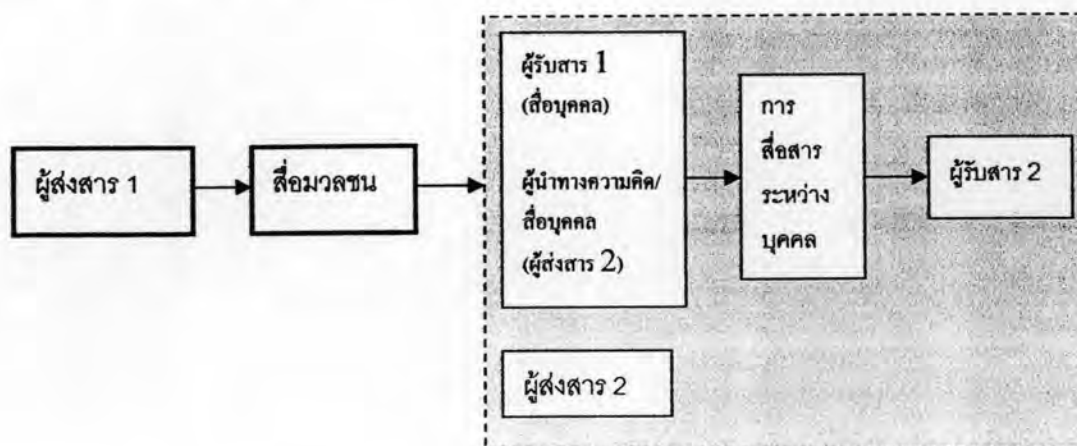 ผู้ส่งสาร 1
สื่อมวลชน
ผู้รับสาร 1
(สื่อบุคคล)
ผู้นำทางความคิด/
สื่อบุคคล
(ผู้ส่งสาร 2)
การ
สื่อสาร
ระหว่าง
บุคคล
ผู้รับสาร 2
ผู้ส่งสาร 2